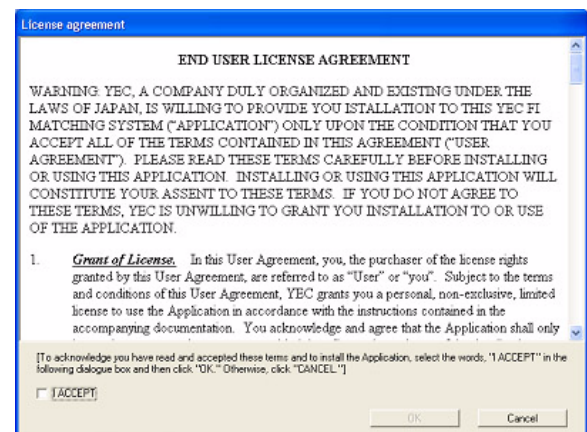 License agreement
END USER LICENSE AGREEMENT
WARNING: YEC, A COMPANY DULY ORGANIZED AND EXISTING UNDER THE
LAWS OF JAPAN, IS WILLING TO PROVIDE YOU ISTALLATION TO THIS YEC FI
MATCHING SYSTEM ("APPLICATION") ONLY UPON THE CONDITION THAT YOU
ACCEPT ALL OF THE TERMS CONTAINED IN THIS AGREEMENT ("USER
AGREEMENT"). PLEASE READ THESE TERMS CAREFULLY BEFORE INSTALLING
OR USING THIS APPLICATION. INSTALLING OR USING THIS APPLICATION WILL
CONSTITUTE YOUR ASSENT TO THESE TERMS. IF YOU DO NOT AGREE TO
THESE TERMS, YEC IS UNWILLING TO GRANT YOU INSTALLATION TO OR USE
OF THE APPLICATION.
1. Grant of License. In this User Agreement, you, the purchaser of the license rights
granted by this User Agreement, are referred to as "User" or "you". Subject to the terms
and conditions of this User Agreement, YEC grants you a personal, non-exclusive, limited
license to use the Application in accordance with the instructions contained in the
accompanying documentation. You acknowledge and agree that the Application shall only
[To acknowledge you have read and accepted these terms and to install the Application, select the words, "I ACCEPT" in the
following dialogue box and then click "OK." Otherwise, click "CANCEL."]
I ACCEPT
OK Cancel